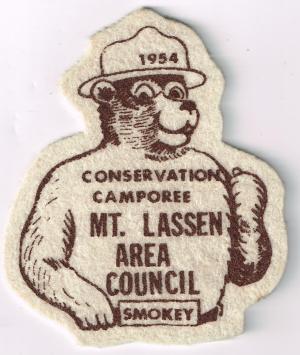 1954
CONSERVATION
CAMPOREE
MT. LASSEN
AREA
COUNCIL
SMOKEY